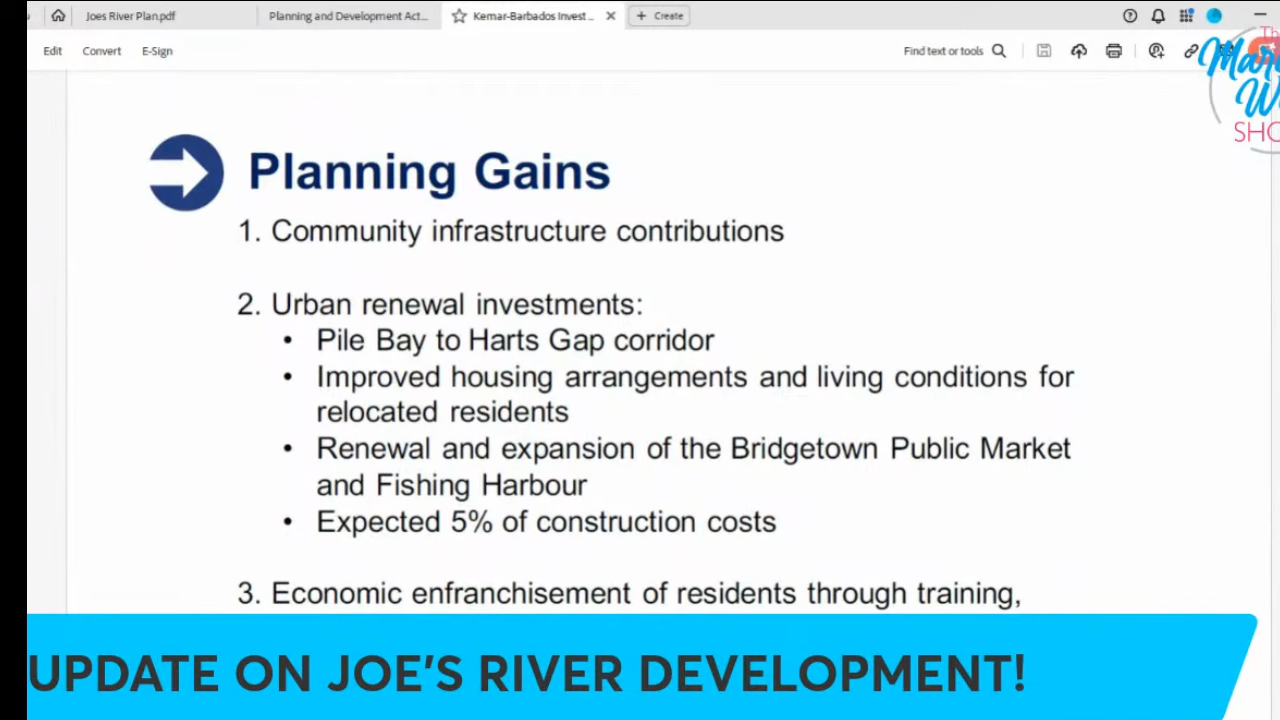 Joes River Plan.pdf
Planning and Development Act...
Kemar-Barbados Invest ...
+ Create
Edit
Convert
E-Sign
Find text or tools
SHO
Planning Gains
1. Community infrastructure contributions
2. Urban renewal investments:
• Pile Bay to Harts Gap corridor
• Improved housing arrangements and living conditions for
relocated residents
• Renewal and expansion of the Bridgetown Public Market
and Fishing Harbour
• Expected 5% of construction costs
3. Economic enfranchisement of residents through training,
UPDATE ON JOE'S RIVER DEVELOPMENT!